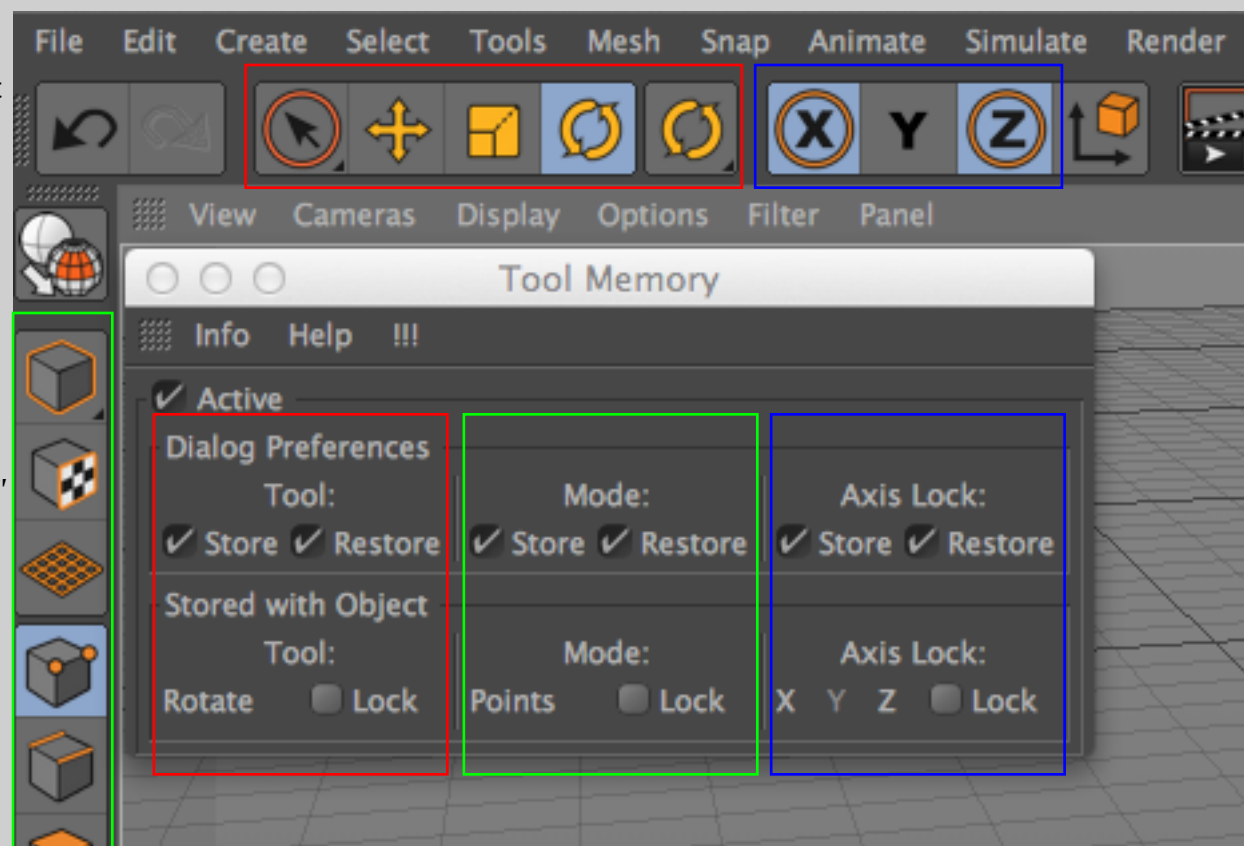 File Edit Create Select Tools Mesh Snap Animate Simulate Render
X Y Z
View Cameras Display Options Filter Panel
Tool Memory
Info Help !!!
Active
Dialog Preferences
Tool: Mode: Axis Lock:
Store Restore Store Restore Store Restore
Stored with Object
Tool: Mode: Axis Lock:
Rotate Lock Points Lock X Y Z Lock